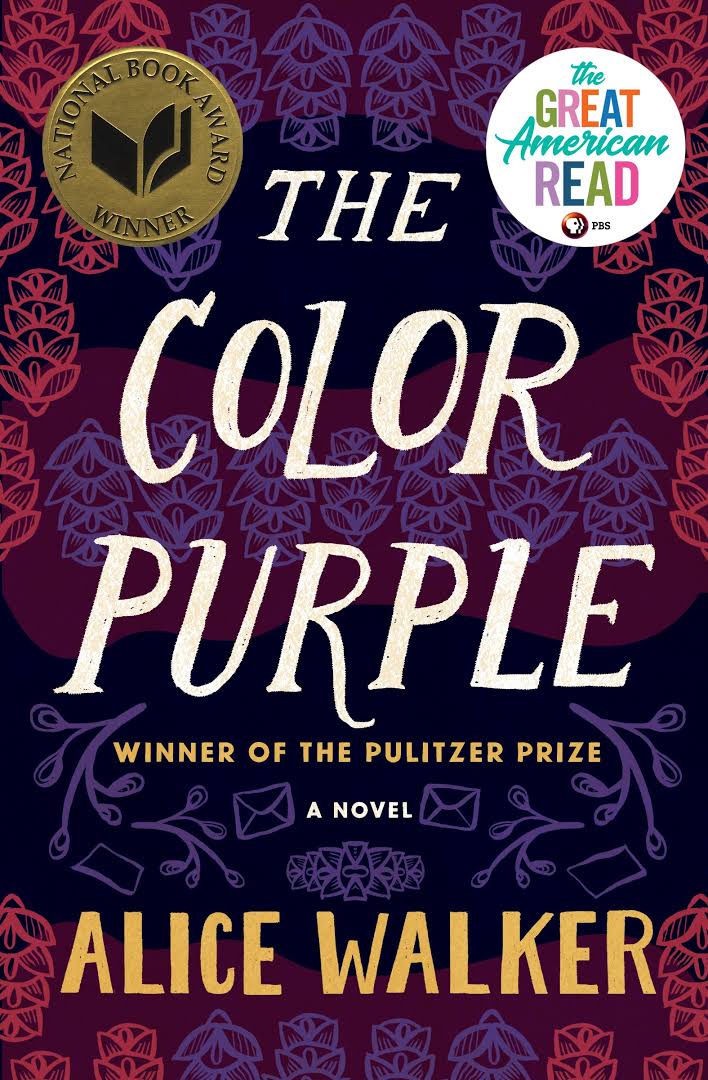 NATIONAL BOOK AWARD
WINNER
the
GREAT
American
READ
PBS
THE
COLOR
PURPLE
WINNER OF THE PULITZER PRIZE
A NOVEL
ALICE WALKER